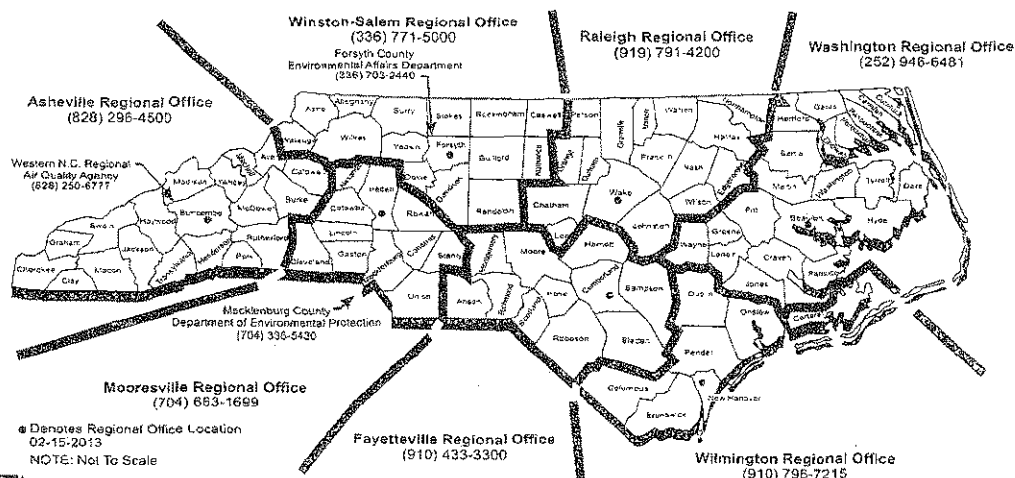 Winston-Salem Regional Office
(336) 771-5000
Forsyth County
Environmental Affairs Department
(336) 703-2440
Raleigh Regional Office
(919) 791-4200
Washington Regional Office
(252) 946-6481
Asheville Regional Office
(828) 296-4500
Western N.C. Regional
Air Quality Agency
(828) 250-6777
Ashe
Alleghany
Surry
Stokes
Rockingham
Caswell
Person
Granville
Vance
Warren
Northampton
Halifax
Hertford
Gates
Watauga
Wilkes
Yadkin
Forsyth
Guilford
Alamance
Orange
Durham
Franklin
Nash
Edgecombe
Bertie
Avery
Caldwell
Davie
Davidson
Randolph
Chatham
Wake
Wilson
Martin
Washington
Tyrrell
Dare
Madison
Yancey
Mitchell
Buncombe
McDowell
Burke
Catawba
Iredell
Rowan
Lee
Johnston
Pitt
Beaufort
Hyde
Haywood
Swain
Graham
Cherokee
Clay
Macon
Jackson
Transylvania
Henderson
Polk
Rutherford
Cleveland
Lincoln
Gaston
Mecklenburg
Cabarrus
Stanly
Union
Anson
Montgomery
Richmond
Scotland
Moore
Hoke
Harnett
Cumberland
Sampson
Robeson
Bladen
Wayne
Greene
Lenoir
Craven
Pamlico
Jones
Duplin
Onslow
Carteret
Pender
Columbus
Brunswick
New Hanover
Mecklenburg County
Department of Environmental Protection
(704) 336-5430
Mooresville Regional Office
(704) 663-1699
Denotes Regional Office Location
02-15-2013
NOTE: Not To Scale
Fayetteville Regional Office
(910) 433-3300
Wilmington Regional Office
(910) 796-7215